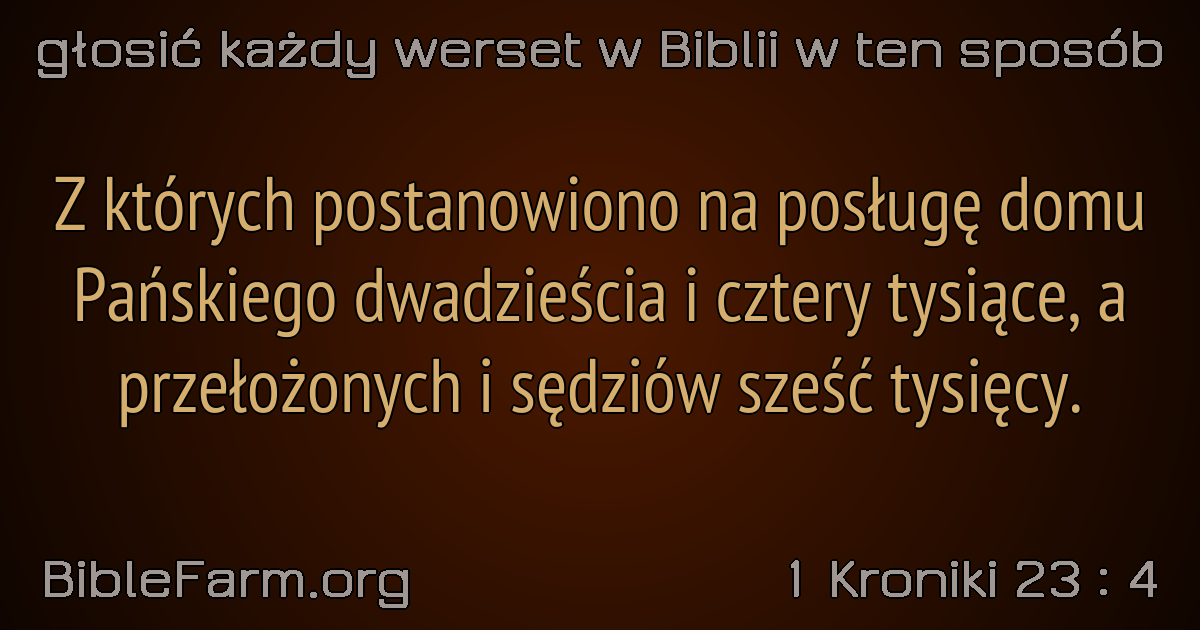 głosić każdy werset w Biblii w ten sposób
Z których postanowiono na posługę domu
Pańskiego dwadzieścia i cztery tysiące, a
przełożonych i sędziów sześć tysięcy.
BibleFarm.org
1 Kroniki 23 : 4